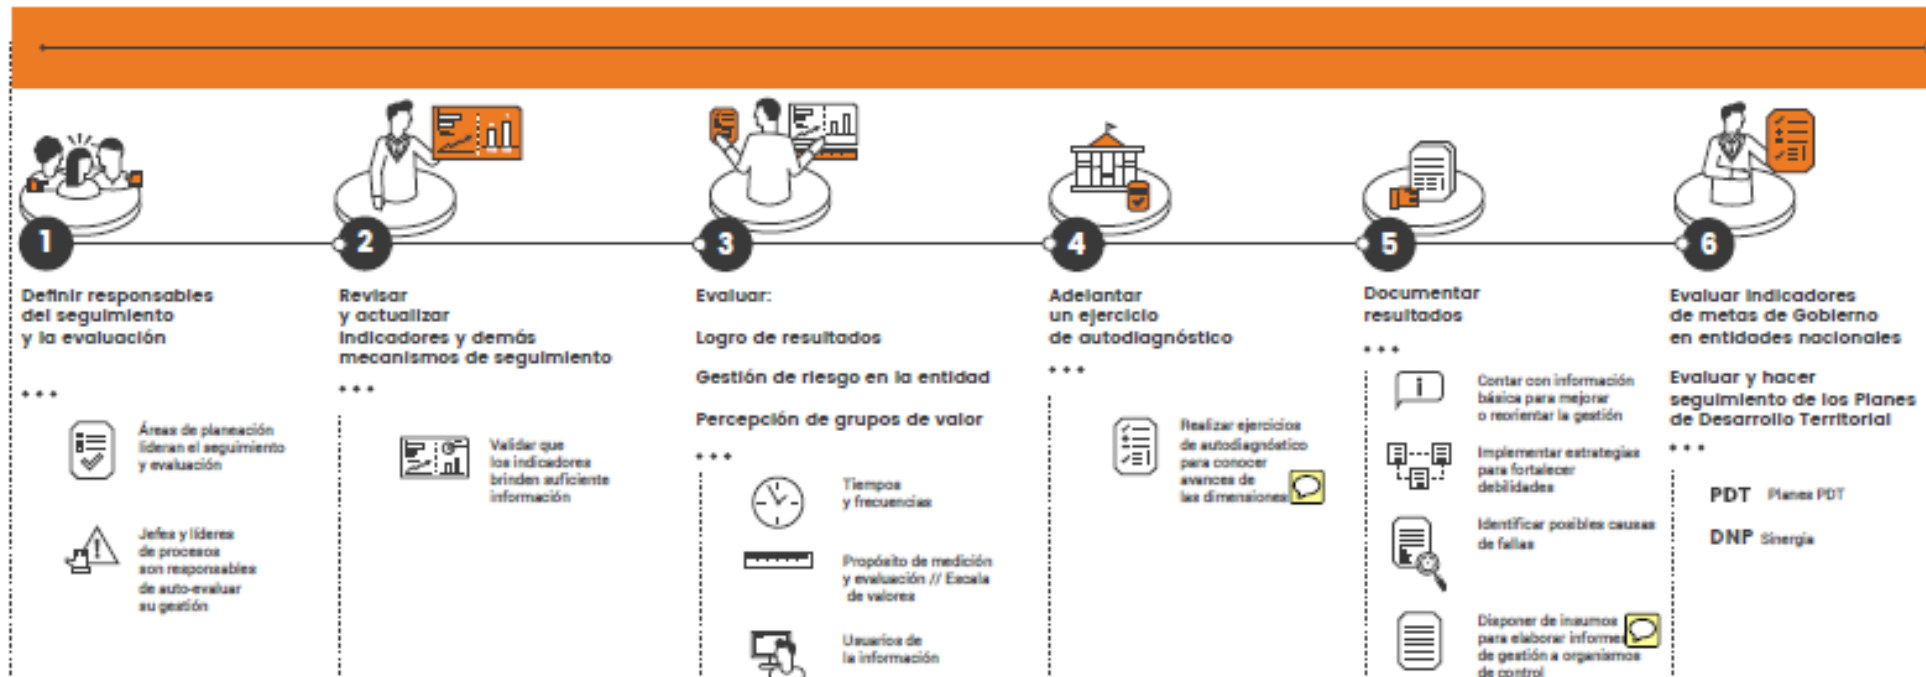 1
Definir responsables
del seguimiento
y la evaluación
Áreas de planeación
lideran el seguimiento
y evaluación
Jefes y líderes
de procesos
son responsables
de auto-evaluar
su gestión
2
Revisar
y actualizar
indicadores y demás
mecanismos de seguimiento
Validar que
los indicadores
brinden suficiente
información
3
Evaluar:
Logro de resultados
Gestión de riesgo en la entidad
Percepción de grupos de valor
Tiempos
y frecuencias
Propósito de medición
y evaluación // Escala
de valores
Usuarios de
la información
4
Adelantar
un ejercicio
de autodiagnóstico
Realizar ejercicios
de autodiagnóstico
para conocer
avances de
las dimensiones
5
Documentar
resultados
Contar con información
básica para mejorar
o reorientar la gestión
Implementar estrategias
para fortalecer
debilidades
Identificar posibles causas
de fallas
Disponer de insumos
para elaborar informes
de gestión a organismos
de control
6
Evaluar indicadores
de metas de Gobierno
en entidades nacionales
Evaluar y hacer
seguimiento de los Planes
de Desarrollo Territorial
PDT Planes PDT
DNP Sinergia